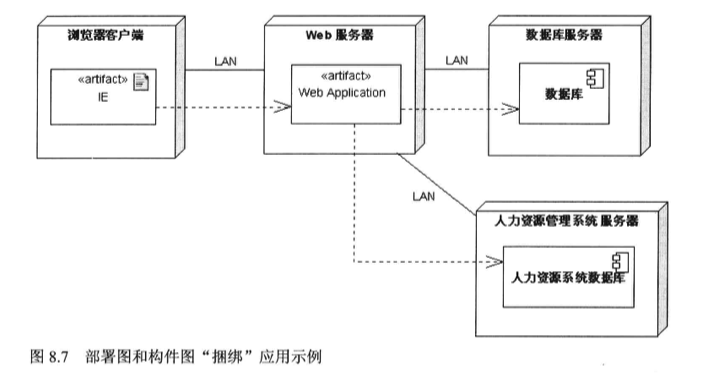 浏览器客户端
LAN
Web 服务器
LAN
数据库服务器
«artifact»
IE
«artifact»
Web Application
数据库
LAN
人力资源管理系统 服务器
人力资源系统数据库
图 8.7 部署图和构件图“捆绑”应用示例